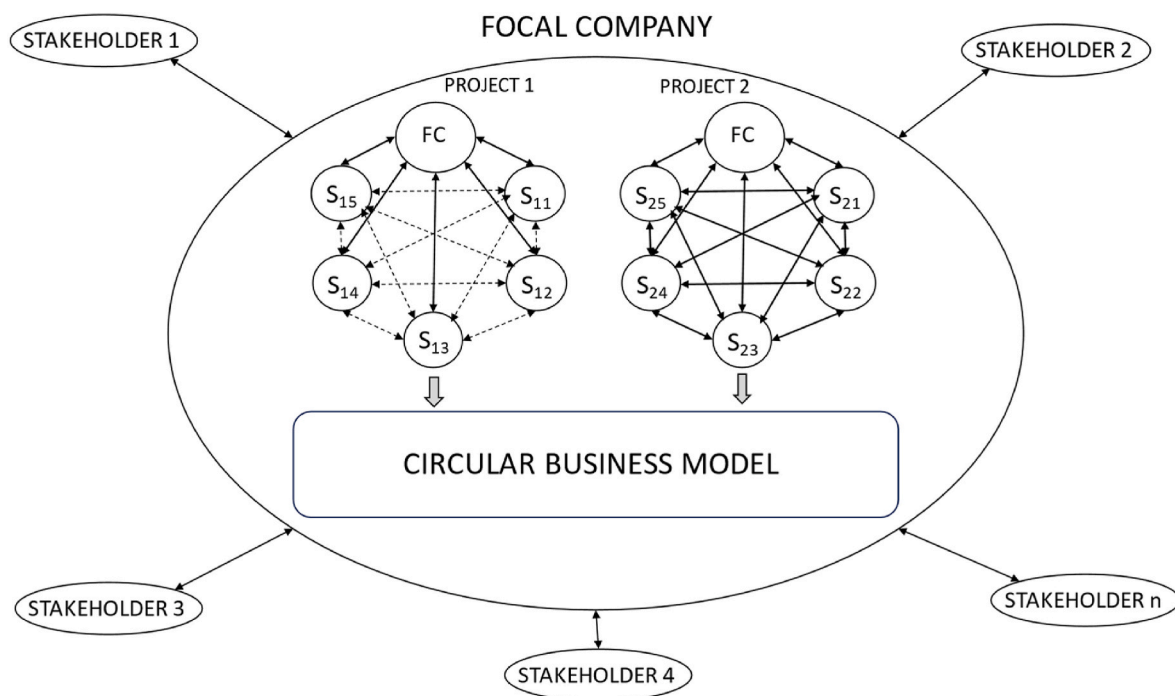 FOCAL COMPANY
STAKEHOLDER 1
STAKEHOLDER 2
PROJECT 1
PROJECT 2
FC
S₁₅
S₁₁
S₁₄
S₁₂
S₁₃
FC
S₂₅
S₂₁
S₂₄
S₂₂
S₂₃
CIRCULAR BUSINESS MODEL
STAKEHOLDER 3
STAKEHOLDER n
STAKEHOLDER 4